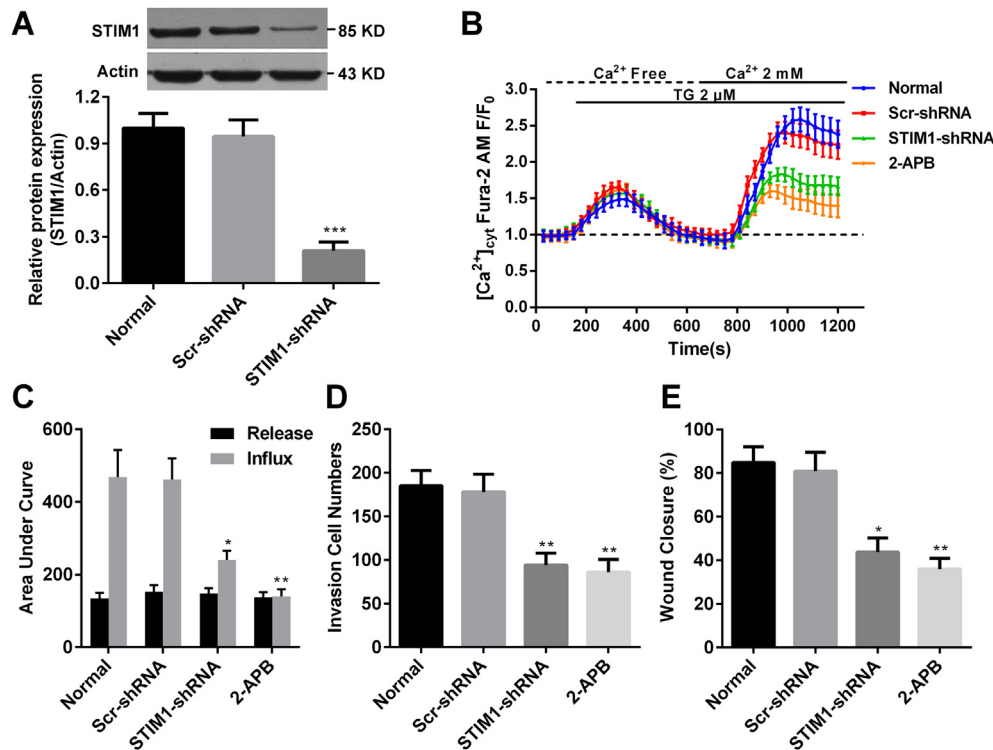 A
STIM1
85 KD
Actin
43 KD
Relative protein expression
(STIM1/Actin)
1.2
0.9
0.6
0.3
0.0
***
Normal
Scr-shRNA
STIM1-shRNA
B
Ca²⁺ Free
Ca²⁺ 2 mM
TG 2 μM
[Ca²⁺]cyt Fura-2 AM F/F0
3.0
2.5
2.0
1.5
1.0
0.5
0.0
0
200
400
600
800
1000
1200
Time(s)
Normal
Scr-shRNA
STIM1-shRNA
2-APB
C
Area Under Curve
600
400
200
0
Release
Influx
*
**
Normal
Scr-shRNA
STIM1-shRNA
2-APB
D
Invasion Cell Numbers
250
200
150
100
50
0
**
**
Normal
Scr-shRNA
STIM1-shRNA
2-APB
E
Wound Closure (%)
100
80
60
40
20
0
*
**
Normal
Scr-shRNA
STIM1-shRNA
2-APB